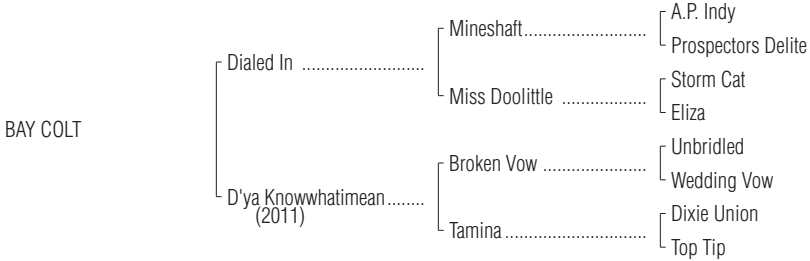 A.P. Indy
Mineshaft..........................
Prospectors Delite
Dialed In ..........................
Storm Cat
Miss Doolittle ..................
Eliza
BAY COLT
Unbridled
Broken Vow ......................
Wedding Vow
D'ya Knowwhatimean........
(2011)
Dixie Union
Tamina ..............................
Top Tip